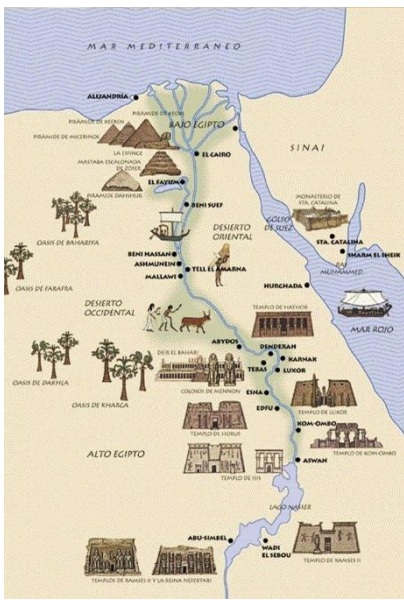 MAR MEDITERRANEO
ALEJANDRÍA
PIRÁMIDE DE KEOPS
PIRÁMIDE DE KEFREN
BAJO EGIPTO
PIRÁMIDE DE MICERINOS
LA ESFINGE
EL CAIRO
SINAI
MASTABA ESCALONADA
DE ZOSER
EL FAYUM
PIRÁMIDE DAHSHUR
MONASTERIO DE
STA. CATALINA
BENI SUEF
GOLFO
DE SUEZ
STA. CATALINA
OASIS DE BAHARIYA
DESIERTO
ORIENTAL
SHARM EL SHEIK
RAS
MUHAMMED
BENI HASSAN
ASHMUNEIN
TELL EL AMARNA
MALLAWI
OASIS DE FARAFRA
HURGHADA
MAR ROJO
DESIERTO
OCCIDENTAL
TEMPLO DE HATHOR
ABYDOS
DENDERAH
DEIR EL BAHARI
KARNAK
TEBAS
LUXOR
OASIS DE DAKHLA
COLOSOS DE MEMNON
ESNA
OASIS DE KHARGA
EDFU
TEMPLO DE LUXOR
TEMPLO DE HORUS
KOM-OMBO
TEMPLO DE KOM-OMBO
ALTO EGIPTO
ASWAN
TEMPLO DE ISIS
LAGO NASSER
ABU-SIMBEL
WADI
EL SEBOU
TEMPLO DE RAMSES II
TEMPLOS DE RAMSES II Y LA REINA NEFERTARI